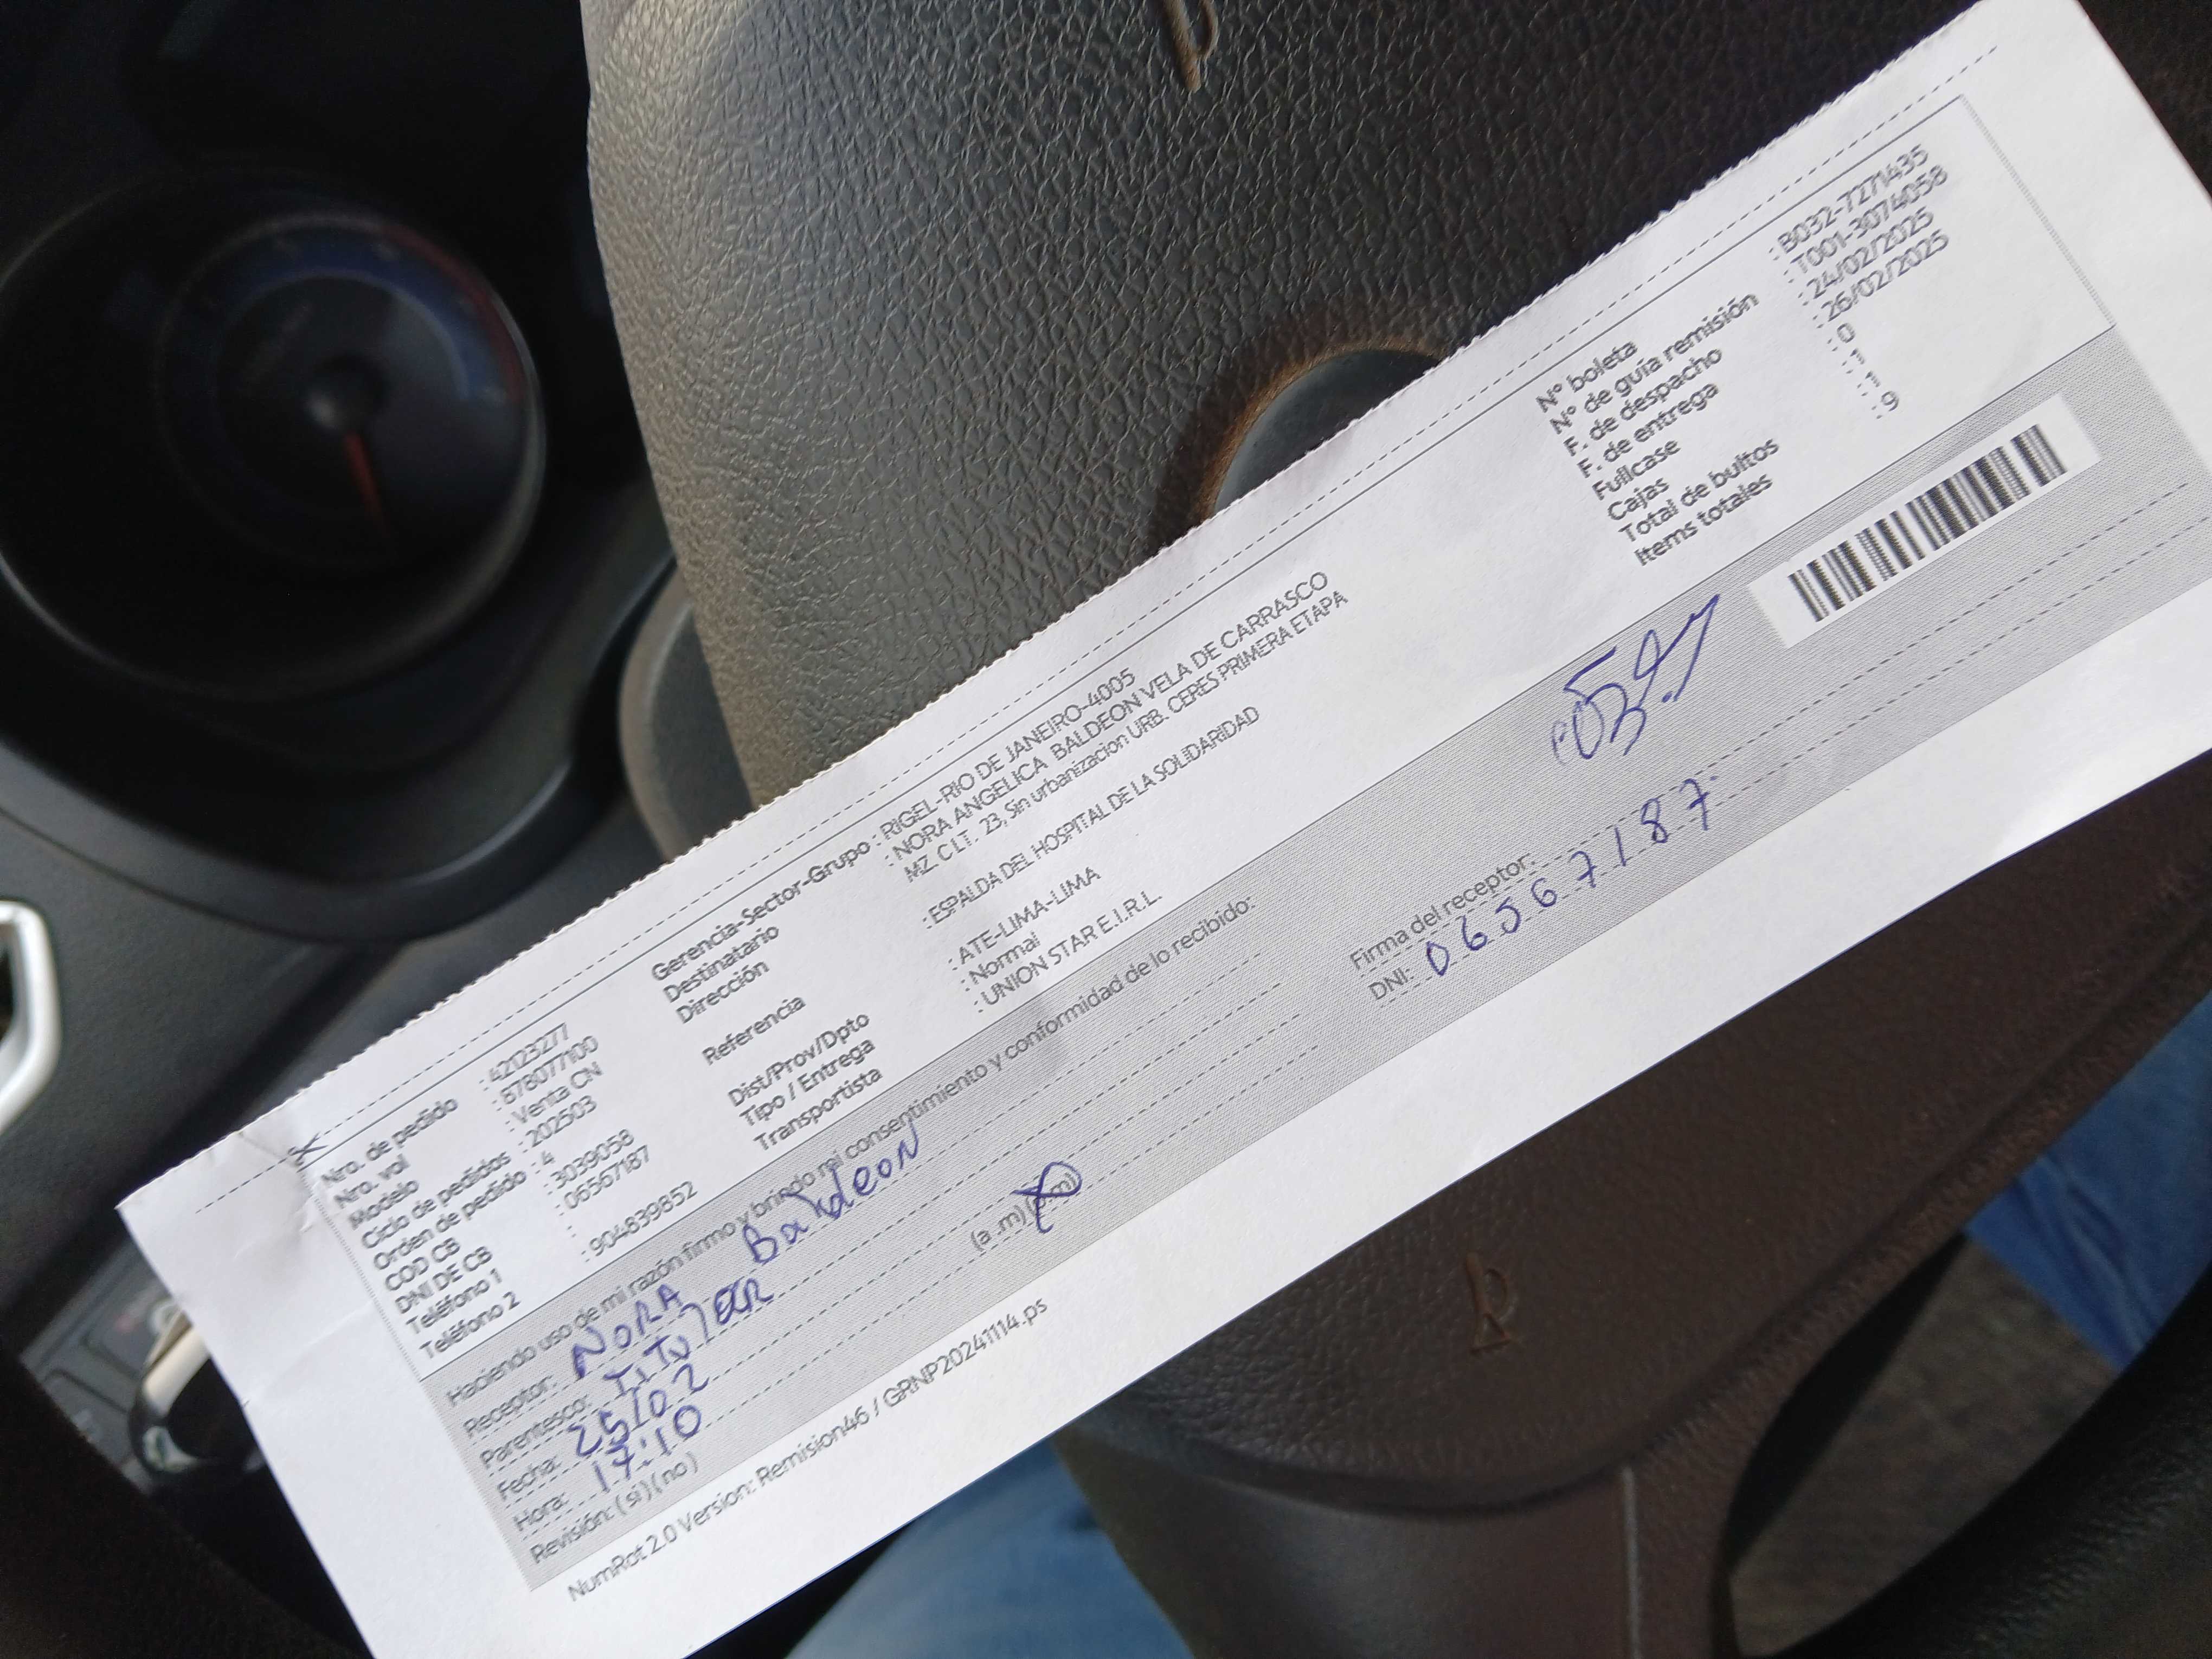 Nro. de pedido : 42123277
Nro. vol : 878077100
Modelo : Venta CN
Ciclo de pedidos : 202503
Orden de pedido : 4
COD CB : 3039058
DNI DE CB : 06567187
Teléfono 1 :
Teléfono 2 : 904839852
Gerencia-Sector-Grupo : RIGEL-RIO DE JANEIRO-4005
Destinatario : NORA ANGELICA BALDEON VELA DE CARRASCO
Dirección MZ. C LT. 23, Sin urbanizacion URB. CERES PRIMERA ETAPA
Referencia : ESPALDA DEL HOSPITAL DE LA SOLIDARIDAD
Dist/Prov/Dpto : ATE-LIMA-LIMA
Tipo / Entrega : Normal
Transportista : UNION STAR E.I.R.L.
N° boleta : B032-7271435
N° de guía remisión : T001-3074058
F. de despacho : 24/02/2025
F. de entrega : 26/02/2025
Fullcase : 0
Cajas : 1
Total de bultos : 1
Items totales : 9
Haciendo uso de mi razón firmo y brindo mi consentimiento y conformidad de lo recibido:
Receptor: NORA Baldeon
Parentesco: TiTuLAR
Fecha: 26/02
Hora: 17:10 (a .m) (p.m)
Revisión: ( si ) ( no )
Firma del receptor:
DNI: 06567187
NumRot 2.0 Version: Remision46 / GRNP20241114.ps